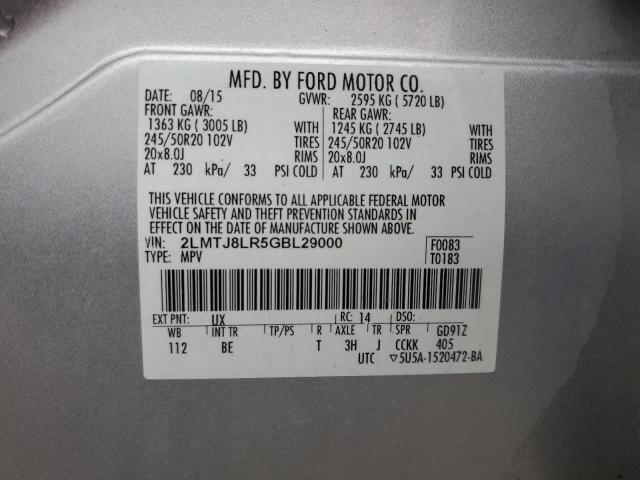 MFD. BY FORD MOTOR CO.
DATE: 08/15 GVWR: 2595 KG ( 5720 LB)
FRONT GAWR: REAR GAWR:
1363 KG ( 3005 LB) WITH 1245 KG ( 2745 LB) WITH
245/50R20 102V TIRES 245/50R20 102V TIRES
20x8.0J RIMS 20x8.0J RIMS
AT 230 kPa/ 33 PSI COLD AT 230 kPa/ 33 PSI COLD
THIS VEHICLE CONFORMS TO ALL APPLICABLE FEDERAL MOTOR
VEHICLE SAFETY AND THEFT PREVENTION STANDARDS IN
EFFECT ON THE DATE OF MANUFACTURE SHOWN ABOVE.
VIN: 2LMTJ8LR5GBL29000 F0083
TYPE: MPV T0183
EXT PNT: UX RC: 14 DSO:
WB INT TR TP/PS R AXLE TR SPR GD91Z
112 BE T 3H J CCKK 405
UTC ▽5U5A-1520472-BA